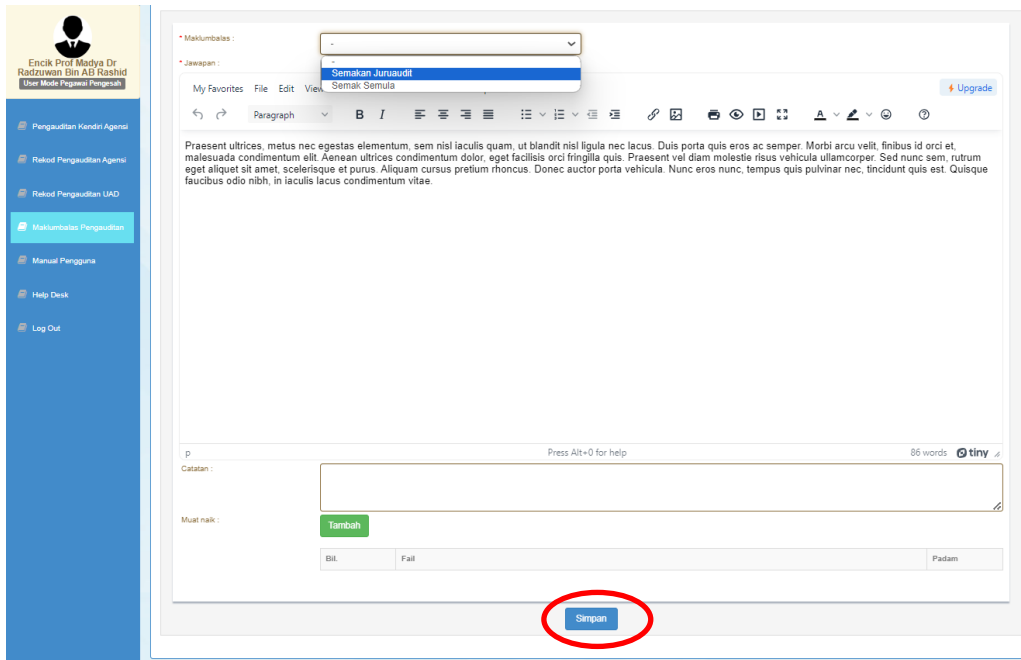 Encik Prof Madya Dr
Radzuwan Bin AB Rashid
User Mode Pegawai Pengesah
Pengauditan Kendiri Agensi
Rekod Pengauditan Agensi
Rekod Pengauditan UAD
Maklumbalas Pengauditan
Manual Pengguna
Help Desk
Log Out
* Maklumbalas :
-
-
Semakan Juruaudit
Semak Semula
* Jawapan :
My Favorites File Edit View
Upgrade
Paragraph B I A
Praesent ultrices, metus nec egestas elementum, sem nisl iaculis quam, ut blandit nisl ligula nec lacus. Duis porta quis eros ac semper. Morbi arcu velit, finibus id orci et,
malesuada condimentum elit. Aenean ultrices condimentum dolor, eget facilisis orci fringilla quis. Praesent vel diam molestie risus vehicula ullamcorper. Sed nunc sem, rutrum
eget aliquet sit amet, scelerisque et purus. Aliquam cursus pretium rhoncus. Donec auctor porta vehicula. Nunc eros nunc, tempus quis pulvinar nec, tincidunt quis est. Quisque
faucibus odio nibh, in iaculis lacus condimentum vitae.
p Press Alt+0 for help 86 words tiny
Catatan :
Muat naik :
Tambah
Bil. Fail Padam
Simpan